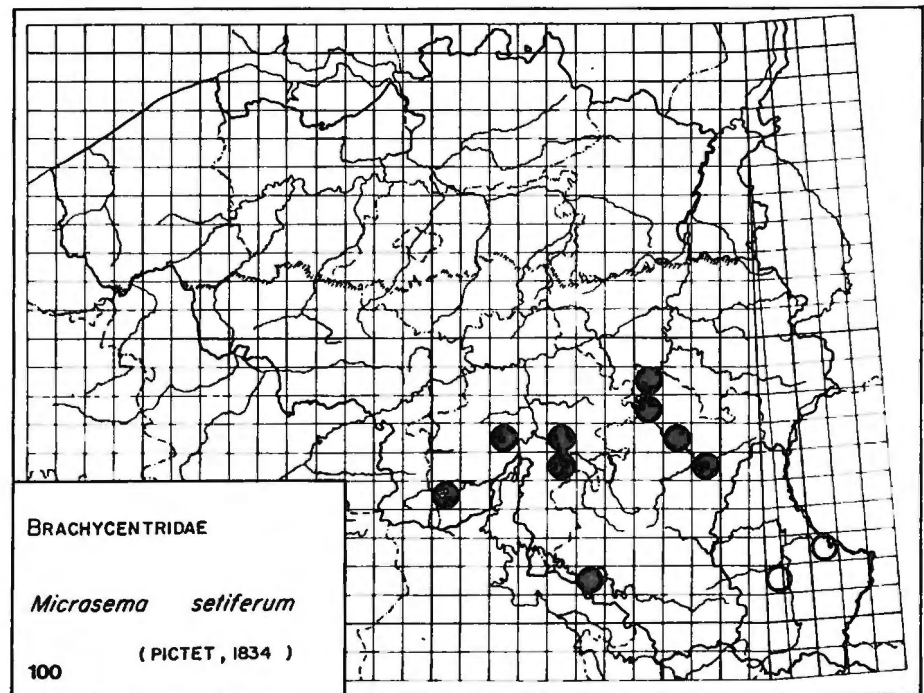 BRACHYCENTRIDAE
Micrasema setiferum
(PICTET, 1834 )
100